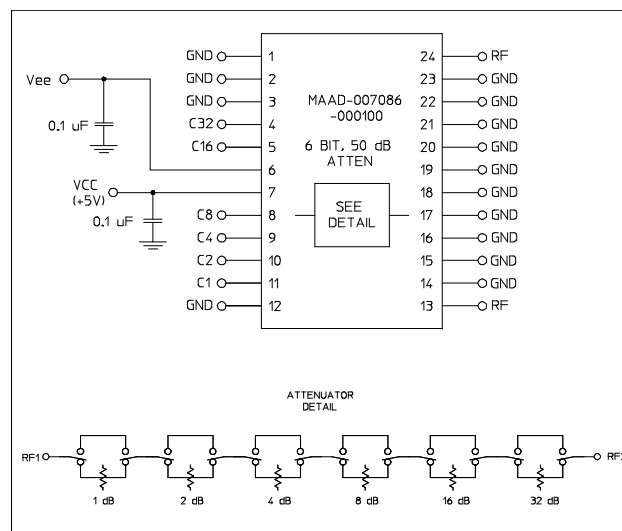 GND 1 24 RF
Vee GND 2 23 GND
GND 3 MAAD-007086 22 GND
0.1 uF C32 4 -000100 21 GND
C16 5 6 BIT, 50 dB 20 GND
6 ATTEN 19 GND
VCC 7 18 GND
(+5V)
C8 8 SEE 17 GND
0.1 uF C4 9 DETAIL 16 GND
C2 10 15 GND
C1 11 14 GND
GND 12 13 RF
ATTENUATOR
DETAIL
RF1
1 dB 2 dB 4 dB 8 dB 16 dB 32 dB